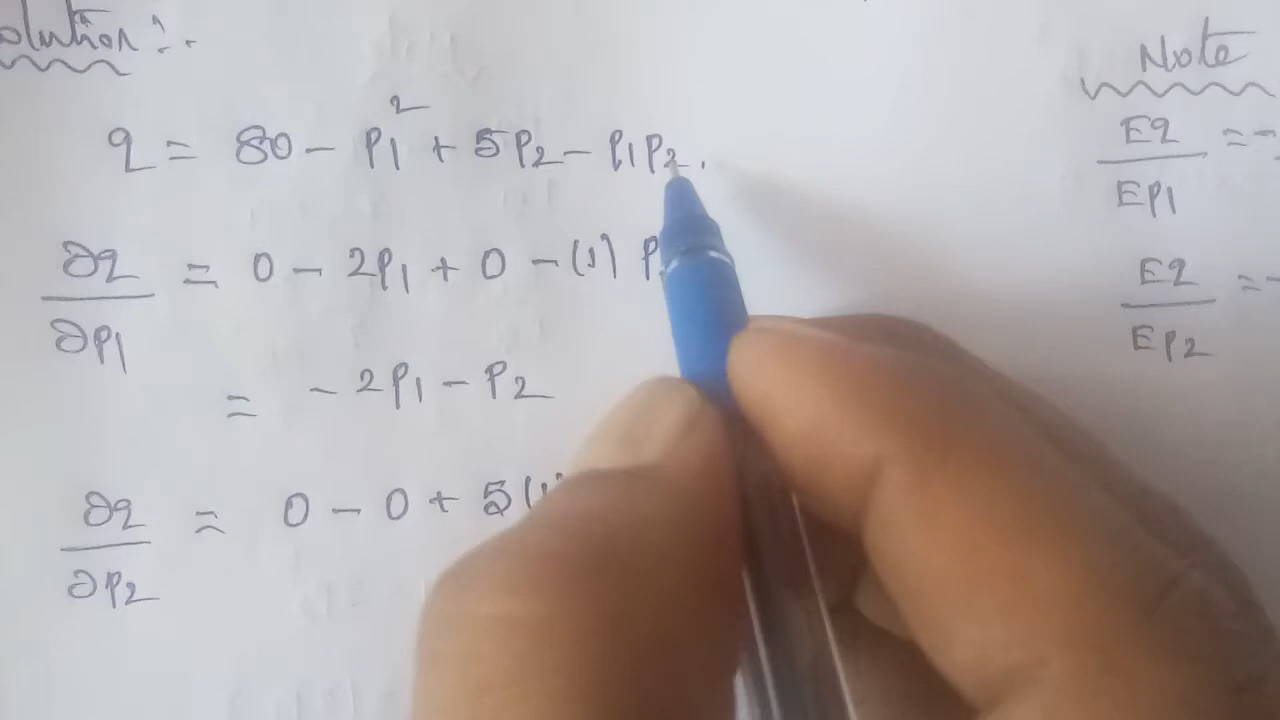 olution :-
q = 80 - p₁² + 5p₂ - p₁p₂.
∂q/∂p₁ = 0 - 2p₁ + 0 - (1) p
= -2p₁ - p₂
∂q/∂p₂ = 0 - 0 + 5(1)
Note
Eq/Ep₁ = -
Eq/Ep₂ = -